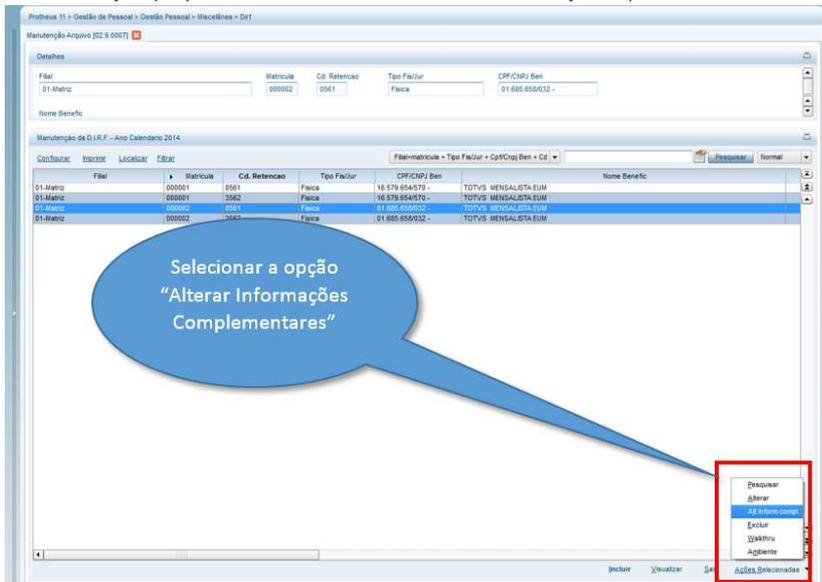 Protheus 11 > Gestão de Pessoal > Gestão Pessoal > Miscelânea > Dirf
Manutenção Arquivo [02.9.0007]
Detalhes
Filial Matricula Cd. Retencao Tipo Fis/Jur CPF/CNPJ Ben
01-Matriz 000002 0561 Fisica 01.685.658/032 -
Nome Benefic
Manutenção da D.I.R.F. - Ano Calendario 2014
Configurar Imprimir Localizar Filtrar Filial+matricula + Tipo Fis/Jur + Cpf/Cnpj Ben + Cd Pesquisar Normal
Filial Matricula Cd. Retencao Tipo Fis/Jur CPF/CNPJ Ben Nome Benefic
01-Matriz 000001 0561 Fisica 16.579.654/570 - TOTVS MENSALISTA EUM
01-Matriz 000001 3562 Fisica 16.579.654/570 - TOTVS MENSALISTA EUM
01-Matriz 000002 0561 Fisica 01.685.658/032 - TOTVS MENSALISTA EUM
01-Matriz 000002 Fisica 01.685.658/032 - TOTVS MENSALISTA EUM
Selecionar a opção
“Alterar Informações
Complementares”
Pesquisar
Alterar
Alt.Inform.compl.
Excluir
Walkthru
Ambiente
Incluir Visualizar Ações Relacionadas